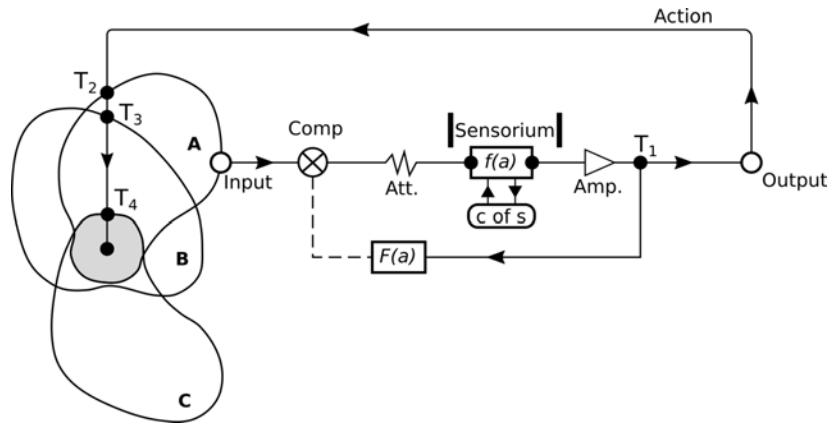 Action
T2
T3
A
Comp
Sensorium
T1
f(a)
Input
Att.
Amp.
Output
T4
c of s
B
F(a)
C